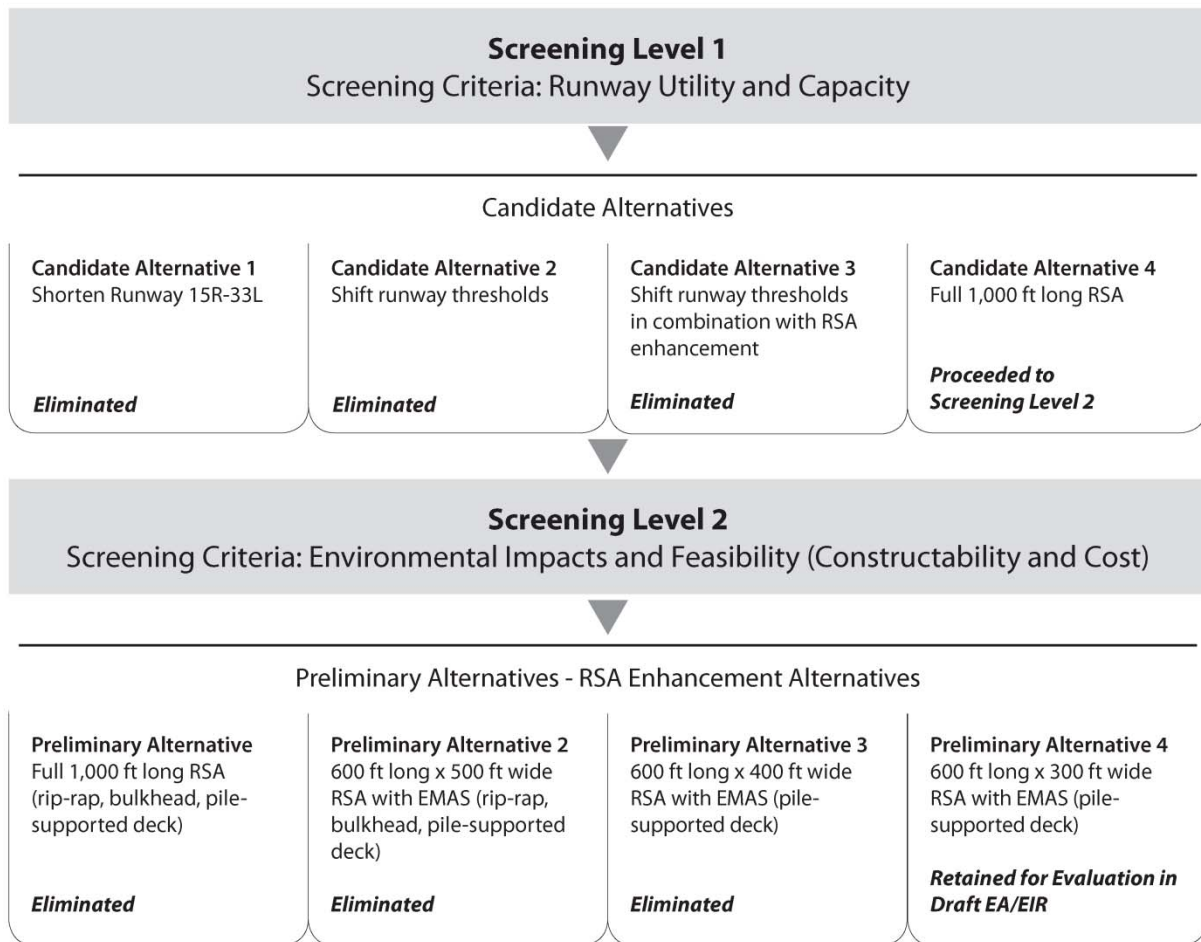 Screening Level 1
Screening Criteria: Runway Utility and Capacity
Candidate Alternatives
Candidate Alternative 1
Shorten Runway 15R-33L
Eliminated
Candidate Alternative 2
Shift runway thresholds
Eliminated
Candidate Alternative 3
Shift runway thresholds
in combination with RSA
enhancement
Eliminated
Candidate Alternative 4
Full 1,000 ft long RSA
Proceeded to
Screening Level 2
Screening Level 2
Screening Criteria: Environmental Impacts and Feasibility (Constructability and Cost)
Preliminary Alternatives - RSA Enhancement Alternatives
Preliminary Alternative
Full 1,000 ft long RSA
(rip-rap, bulkhead, pile-
supported deck)
Eliminated
Preliminary Alternative 2
600 ft long x 500 ft wide
RSA with EMAS (rip-rap,
bulkhead, pile-supported
deck)
Eliminated
Preliminary Alternative 3
600 ft long x 400 ft wide
RSA with EMAS (pile-
supported deck)
Eliminated
Preliminary Alternative 4
600 ft long x 300 ft wide
RSA with EMAS (pile-
supported deck)
Retained for Evaluation in
Draft EA/EIR